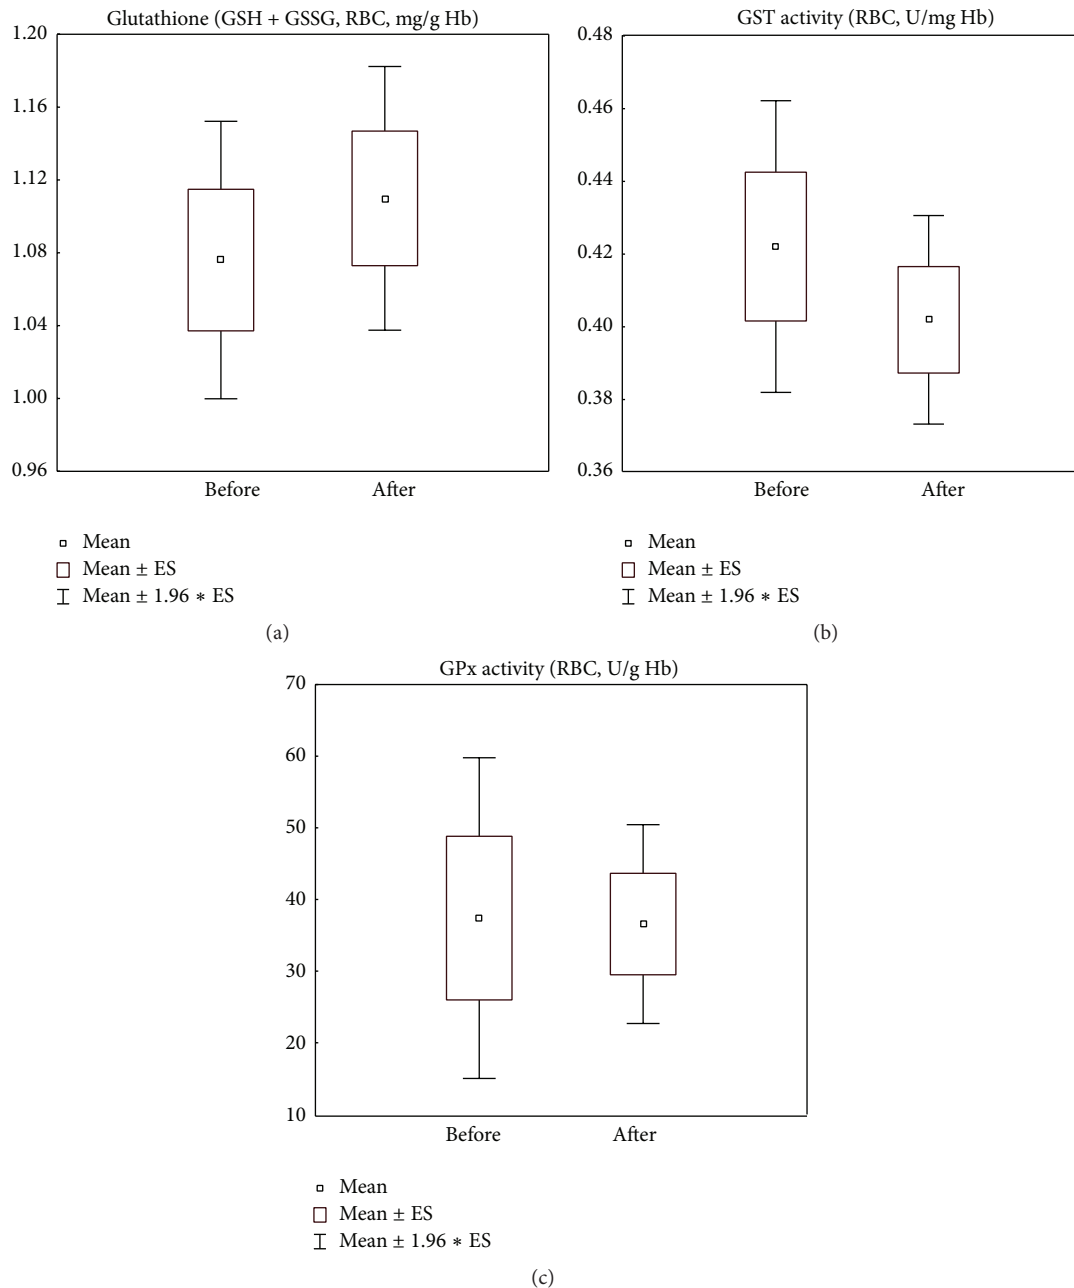 Glutathione (GSH + GSSG, RBC, mg/g Hb)
1.20
1.16
1.12
1.08
1.04
1.00
0.96
Before After
Mean
Mean ± ES
Mean ± 1.96 ∗ ES
(a)
GST activity (RBC, U/mg Hb)
0.48
0.46
0.44
0.42
0.40
0.38
0.36
Before After
Mean
Mean ± ES
Mean ± 1.96 ∗ ES
(b)
GPx activity (RBC, U/g Hb)
70
60
50
40
30
20
10
Before After
Mean
Mean ± ES
Mean ± 1.96 ∗ ES
(c)